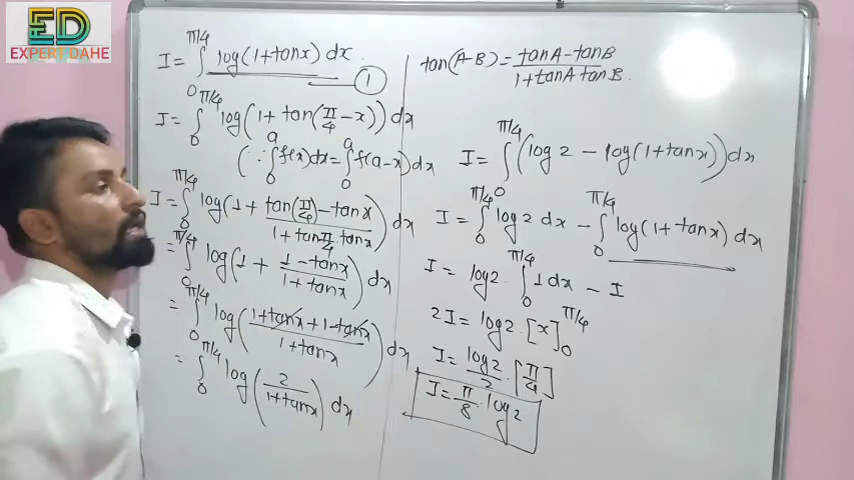 ED
EXPERT DAHE
I = ∫₀^π/4 log(1+tanx) dx
1
I = ∫₀^π/4 log(1 + tan(π/4 − x)) dx
(∵ ∫₀^a f(x)dx = ∫₀^a f(a−x)dx
I = ∫₀^π/4 log(1 + (tan(π/4) − tanx)/(1 + tan π/4 . tanx)) dx
= ∫₀^π/4 log(1 + (1 − tanx)/(1 + tanx)) dx
= ∫₀^π/4 log((1+tanx + 1−tanx)/(1 + tanx)) dx
= ∫₀^π/4 log(2/(1+tanx)) dx
tan(A−B) = (tanA − tanB)/(1 + tanA tanB.)
I = ∫₀^π/4 (log 2 − log(1+tanx)) dx
I = ∫₀^π/4 log 2 dx − ∫₀^π/4 log(1+tanx) dx
I = log2. ∫₀^π/4 1 dx − I
2I = log2 . [x]₀^π/4
I = log2/2 . [π/4]
I = π/8 . log 2